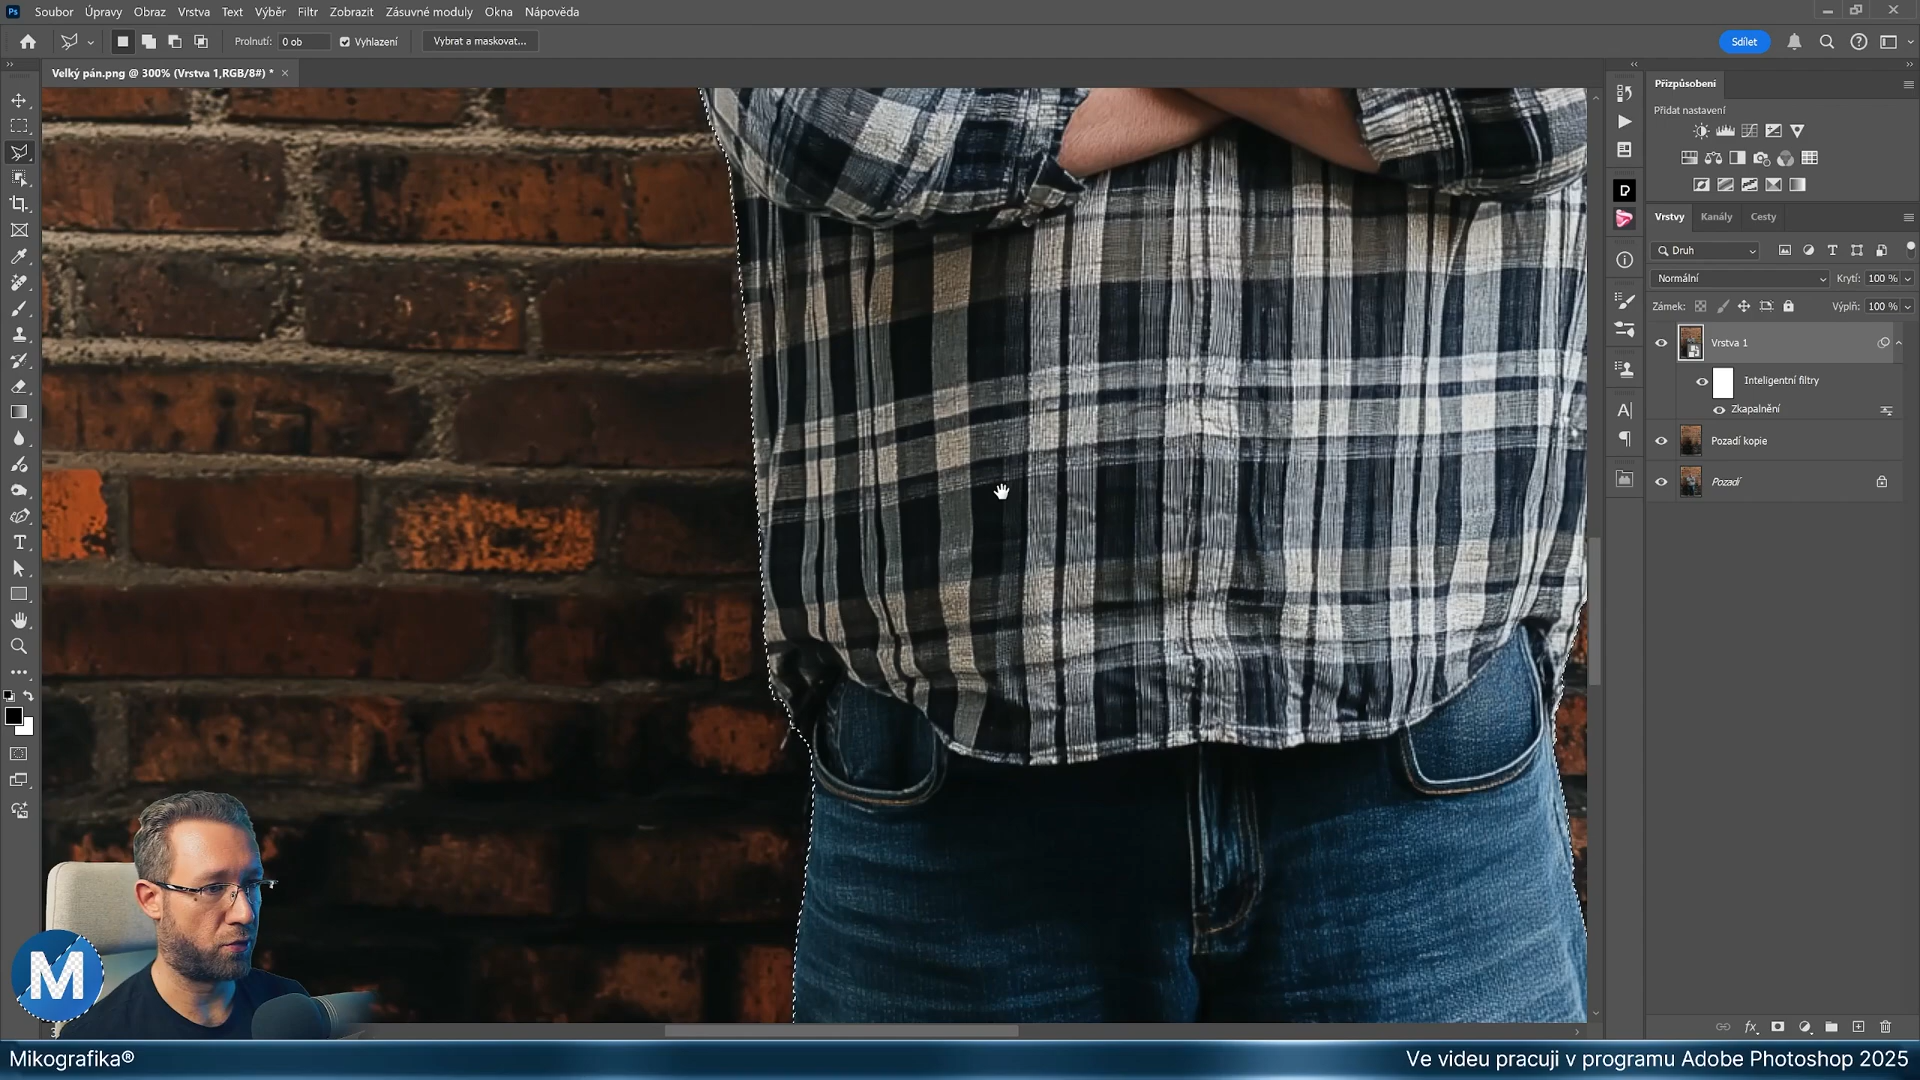 Ps Soubor Úpravy Obraz Vrstva Text Výběr Filtr Zobrazit Zásuvné moduly Okna Nápověda
Prolnutí: 0 ob Vyhlazení Vybrat a maskovat... Sdílet
Velký pán.png @ 300% (Vrstva 1,RGB/8#) *
Přizpůsobení
Přidat nastavení
Vrstvy Kanály Cesty
Druh
Normální Krytí: 100 %
Zámek: Výplň: 100 %
Vrstva 1
Inteligentní filtry
Zkapalnění
Pozadí kopie
Pozadí
M
Mikografika®
Ve videu pracuji v programu Adobe Photoshop 2025